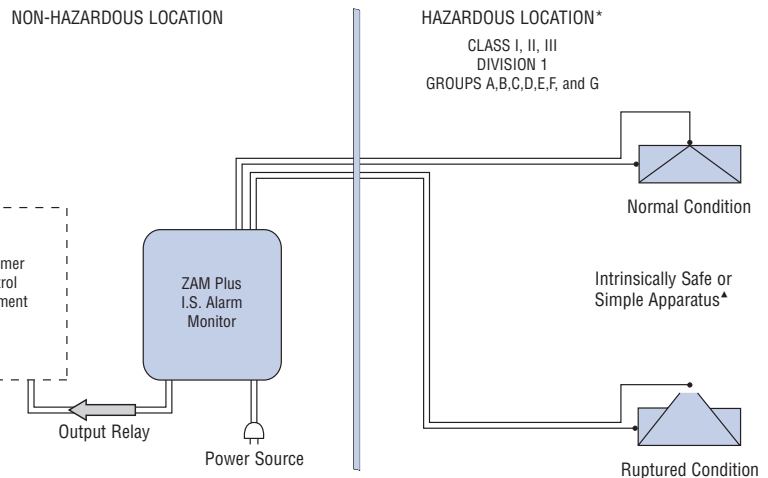 NON-HAZARDOUS LOCATION
HAZARDOUS LOCATION*
CLASS I, II, III
DIVISION 1
GROUPS A,B,C,D,E,F, and G
Normal Condition
ZAM Plus
I.S. Alarm
Monitor
Intrinsically Safe or
Simple Apparatus▲
Output Relay
Power Source
Ruptured Condition